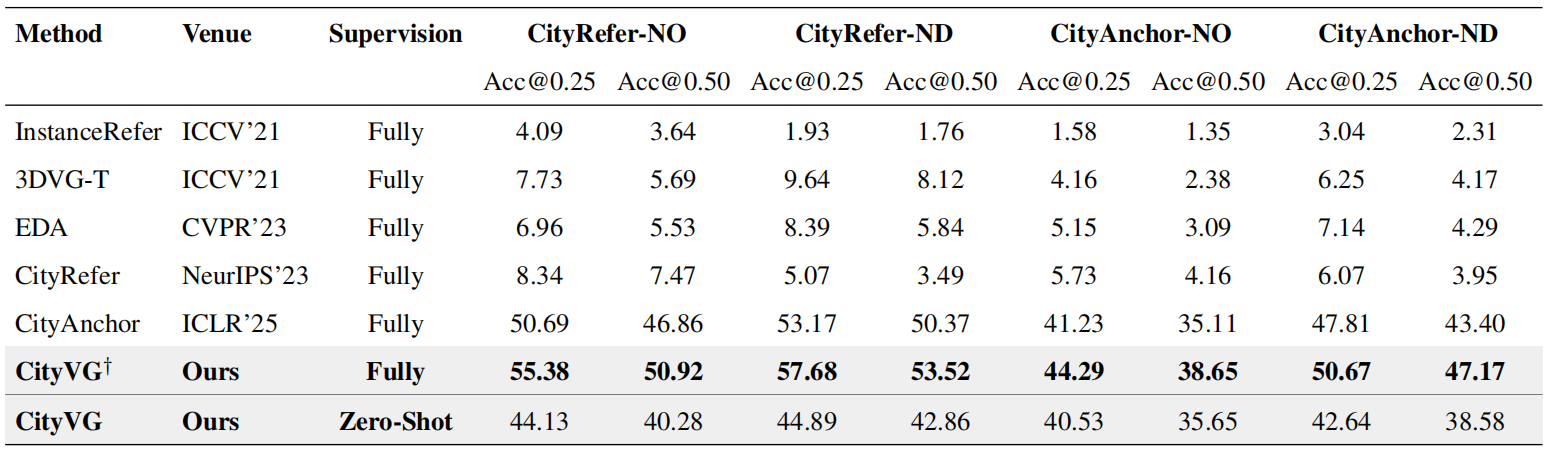 Method Venue Supervision CityRefer-NO CityRefer-ND CityAnchor-NO CityAnchor-ND
Acc@0.25 Acc@0.50 Acc@0.25 Acc@0.50 Acc@0.25 Acc@0.50 Acc@0.25 Acc@0.50
InstanceRefer ICCV’21 Fully 4.09 3.64 1.93 1.76 1.58 1.35 3.04 2.31
3DVG-T ICCV’21 Fully 7.73 5.69 9.64 8.12 4.16 2.38 6.25 4.17
EDA CVPR’23 Fully 6.96 5.53 8.39 5.84 5.15 3.09 7.14 4.29
CityRefer NeurIPS’23 Fully 8.34 7.47 5.07 3.49 5.73 4.16 6.07 3.95
CityAnchor ICLR’25 Fully 50.69 46.86 53.17 50.37 41.23 35.11 47.81 43.40
CityVG† Ours Fully 55.38 50.92 57.68 53.52 44.29 38.65 50.67 47.17
CityVG Ours Zero-Shot 44.13 40.28 44.89 42.86 40.53 35.65 42.64 38.58